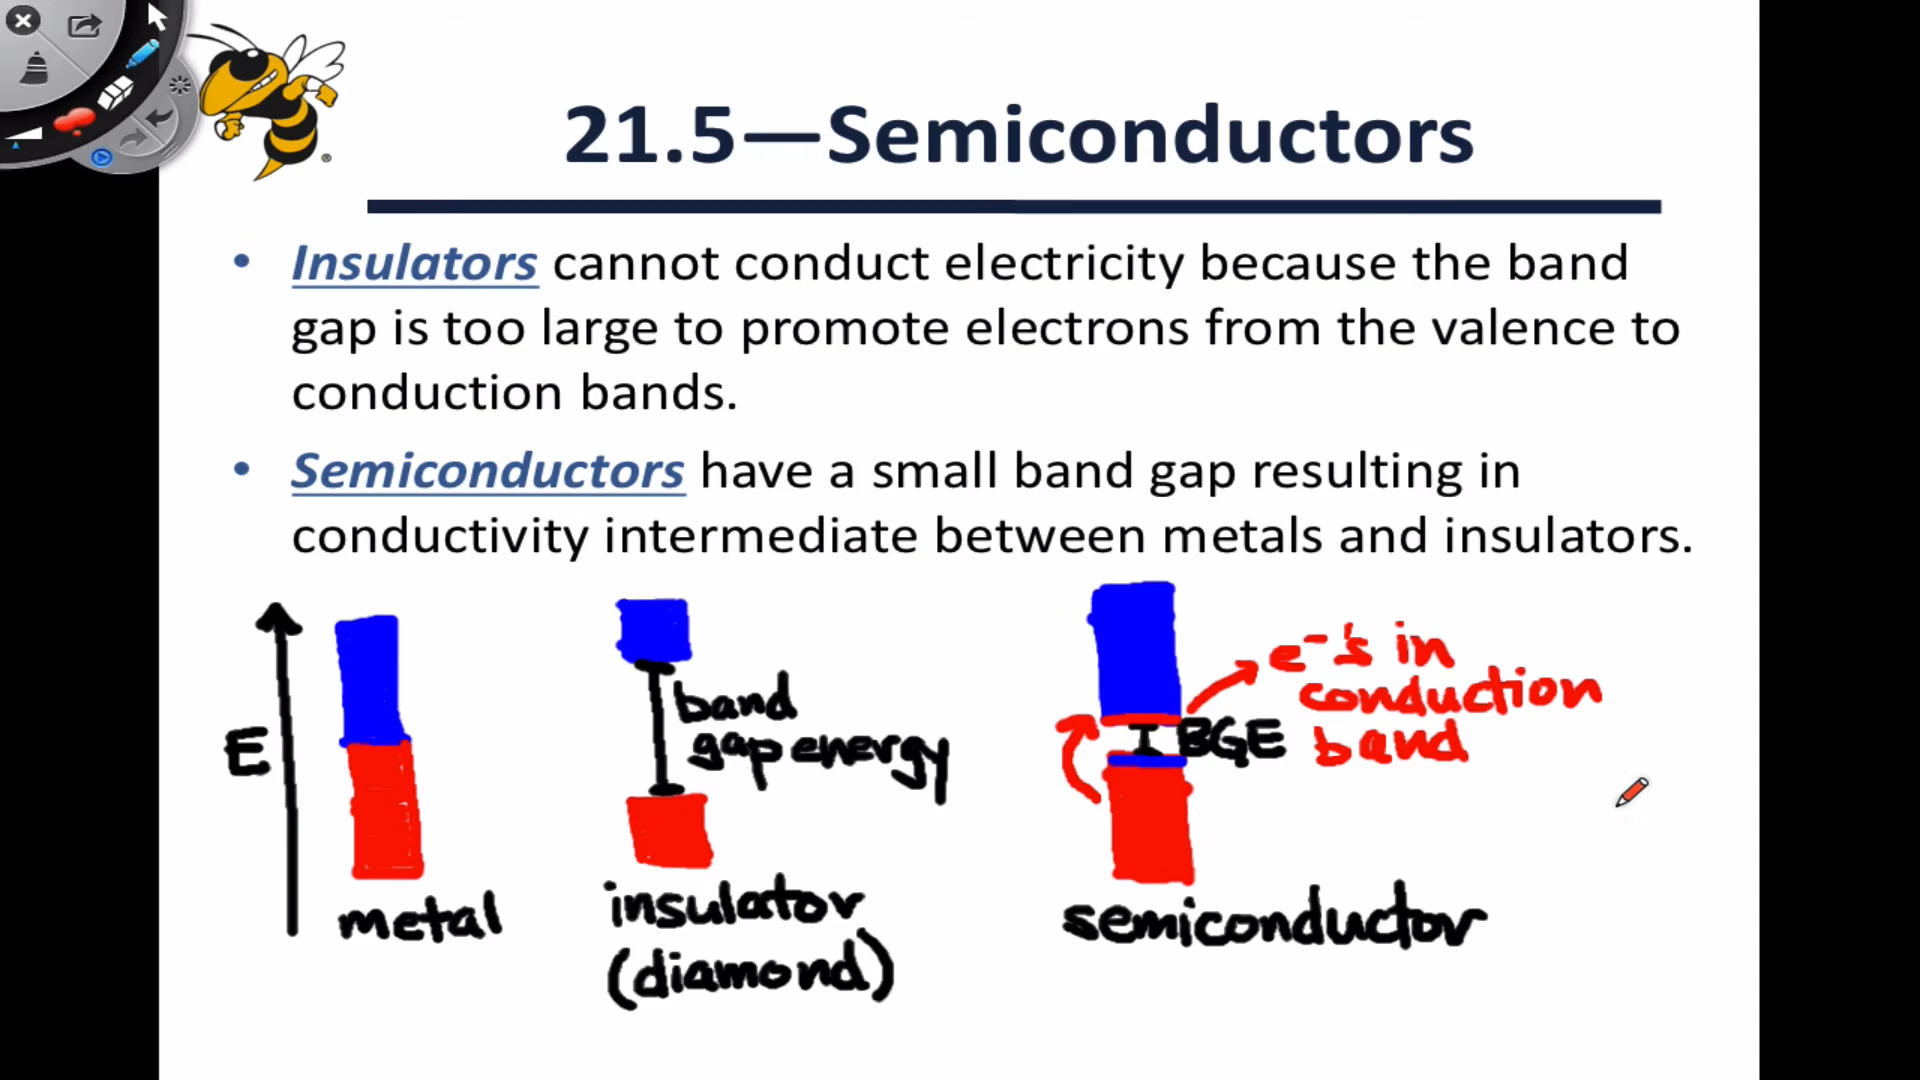 21.5—Semiconductors
• Insulators cannot conduct electricity because the band
gap is too large to promote electrons from the valence to
conduction bands.
• Semiconductors have a small band gap resulting in
conductivity intermediate between metals and insulators.
E
metal
band
gap energy
insulator
(diamond)
BGE
e⁻'s in
conduction
band
semiconductor
®